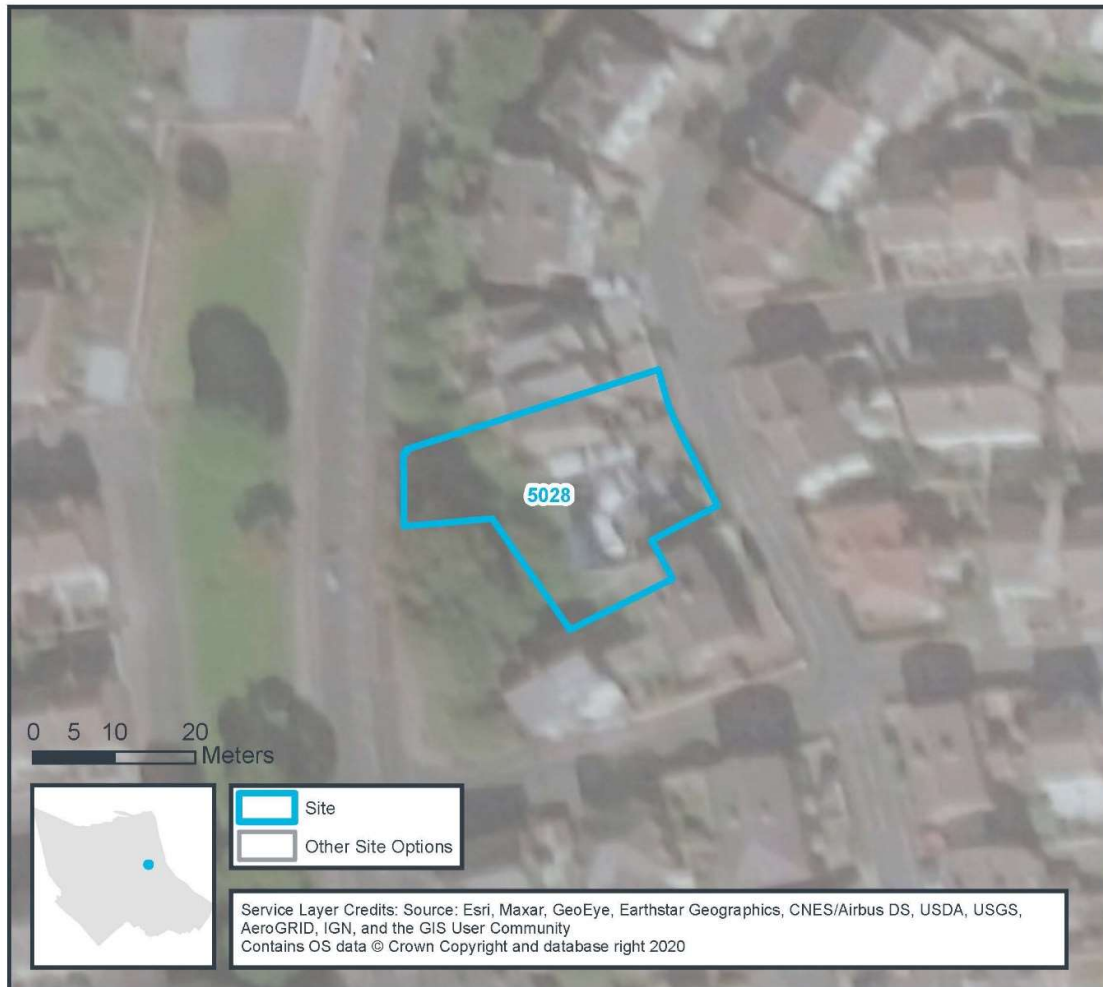 5028
0 5 10 20
Meters
Site
Other Site Options
Service Layer Credits: Source: Esri, Maxar, GeoEye, Earthstar Geographics, CNES/Airbus DS, USDA, USGS,
AeroGRID, IGN, and the GIS User Community
Contains OS data © Crown Copyright and database right 2020